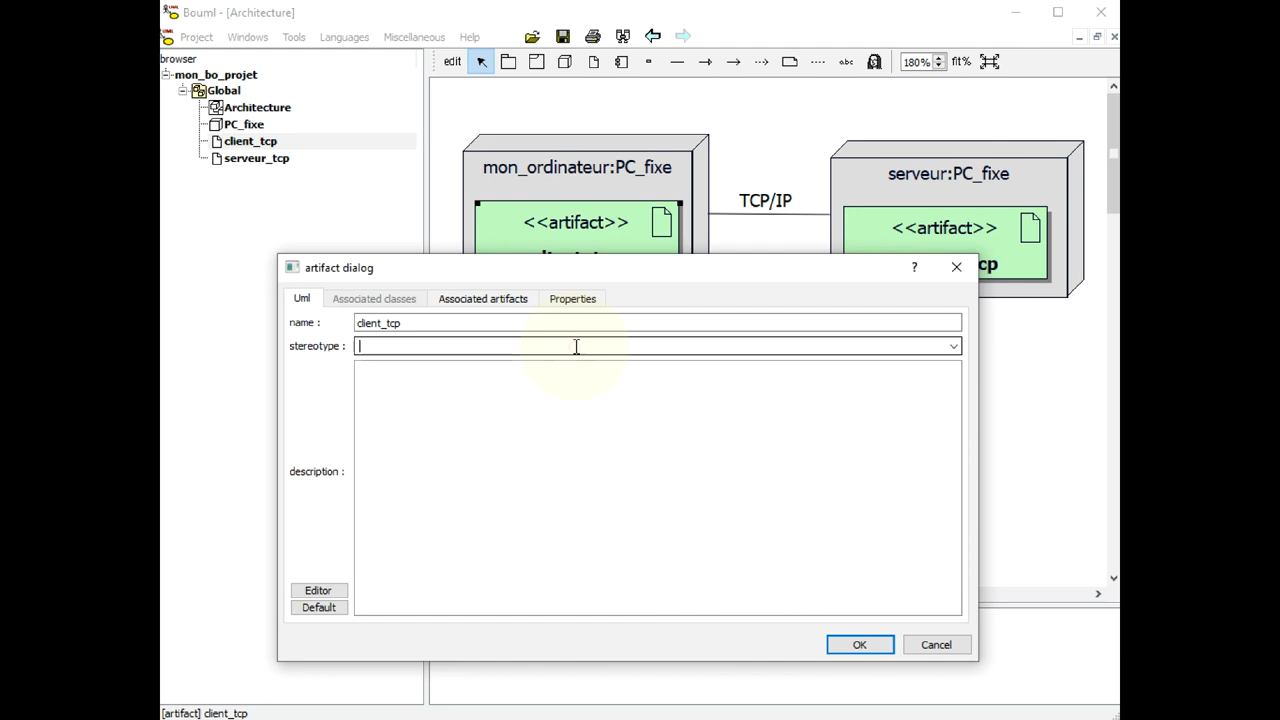 Bouml - [Architecture]
Project Windows Tools Languages Miscellaneous Help
browser
edit abc 180% fit%
mon_bo_projet
Global
Architecture
PC_fixe
client_tcp
serveur_tcp
mon_ordinateur:PC_fixe
<<artifact>>
TCP/IP
serveur:PC_fixe
<<artifact>>
cp
artifact dialog
?
Uml Associated classes Associated artifacts Properties
name : client_tcp
stereotype :
description :
Editor
Default
OK Cancel
[artifact] client_tcp